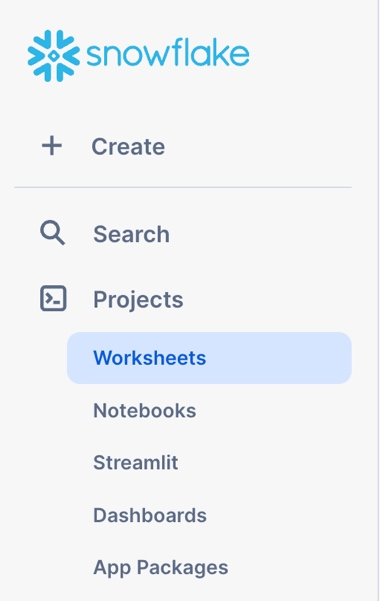 snowflake
Create
Search
Projects
Worksheets
Notebooks
Streamlit
Dashboards
App Packages